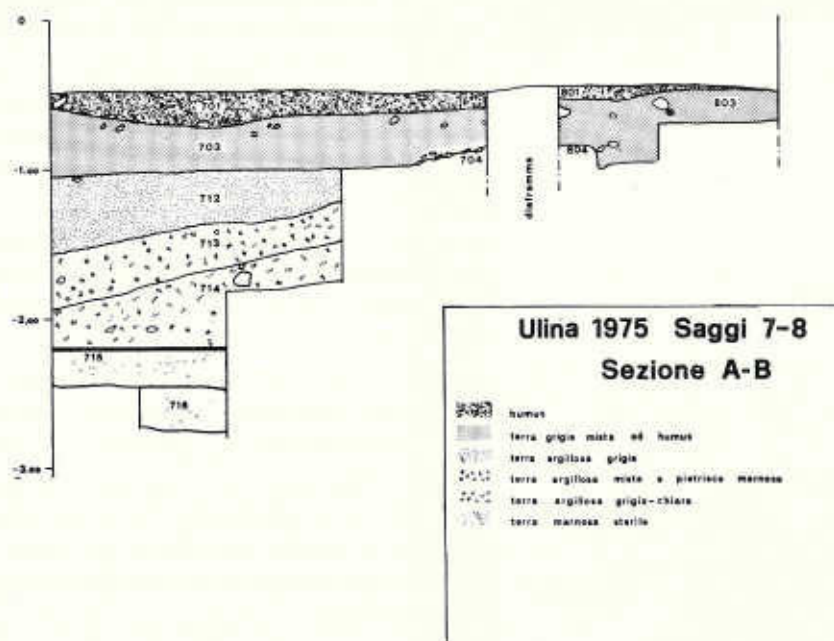 0
701
801
803
703
704
804
-1.00
diaframma
712
713
714
-2.00
715
716
-3.00
Ulina 1975 Saggi 7-8
Sezione A-B
humus
terra grigia mista ad humus
terra argillosa grigia
terra argillosa mista a pietrisco marnoso
terra argillosa grigio-chiara
terra marnosa sterile